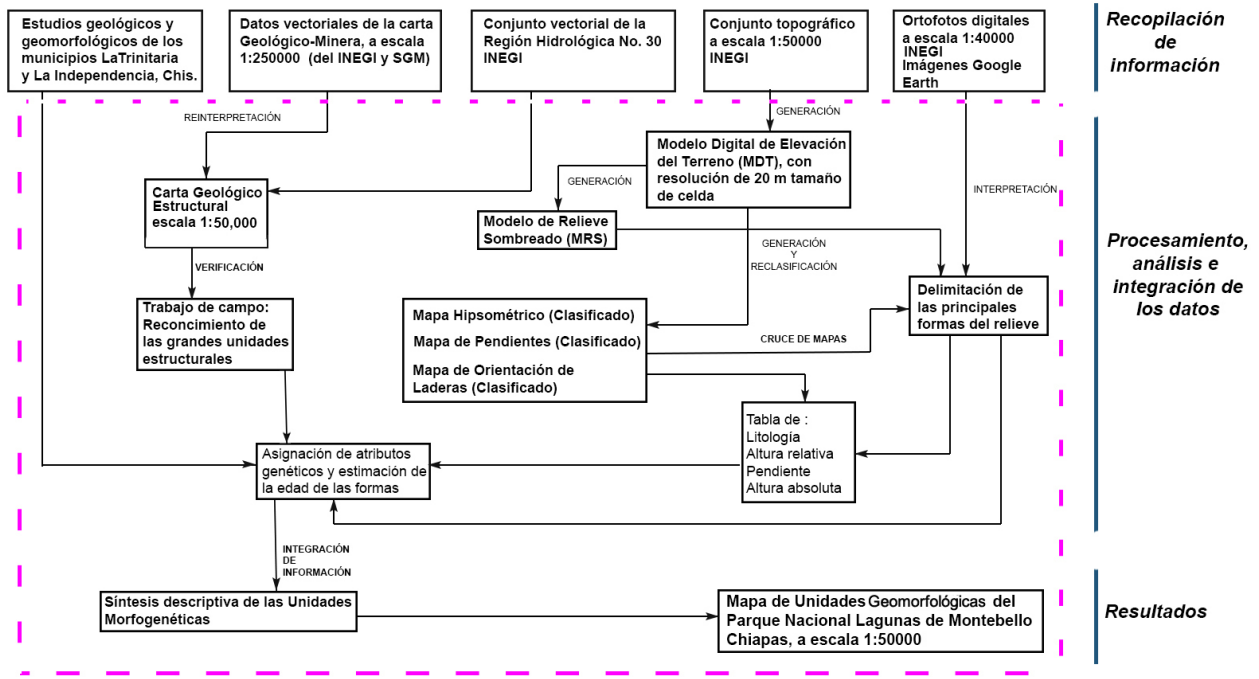 Estudios geológicos y
geomorfológicos de los
municipios LaTrinitaria
y La Independencia, Chis.
Datos vectoriales de la carta
Geológico-Minera, a escala
1:250000 (del INEGI y SGM)
Conjunto vectorial de la
Región Hidrológica No. 30
INEGI
Conjunto topográfico
a escala 1:50000
INEGI
Ortofotos digitales
a escala 1:40000
INEGI
Imágenes Google
Earth
Recopilación
de
información
REINTERPRETACIÓN
GENERACIÓN
Modelo Digital de Elevación
del Terreno (MDT), con
resolución de 20 m tamaño
de celda
GENERACIÓN
INTERPRETACIÓN
Carta Geológico
Estructural
escala 1:50,000
Modelo de Relieve
Sombreado (MRS)
GENERACIÓN
Y
RECLASIFICACIÓN
VERIFICACIÓN
Procesamiento,
análisis e
integración de
los datos
Trabajo de campo:
Reconcimiento de
las grandes unidades
estructurales
Mapa Hipsométrico (Clasificado)
Mapa de Pendientes (Clasificado)
Mapa de Orientación de
Laderas (Clasificado)
CRUCE DE MAPAS
Delimitación de
las principales
formas del relieve
Tabla de :
Litología
Altura relativa
Pendiente
Altura absoluta
Asignación de atributos
genéticos y estimación de
la edad de las formas
INTEGRACIÓN
DE
INFORMACIÓN
Síntesis descriptiva de las Unidades
Morfogenéticas
Mapa de Unidades Geomorfológicas del
Parque Nacional Lagunas de Montebello
Chiapas, a escala 1:50000
Resultados